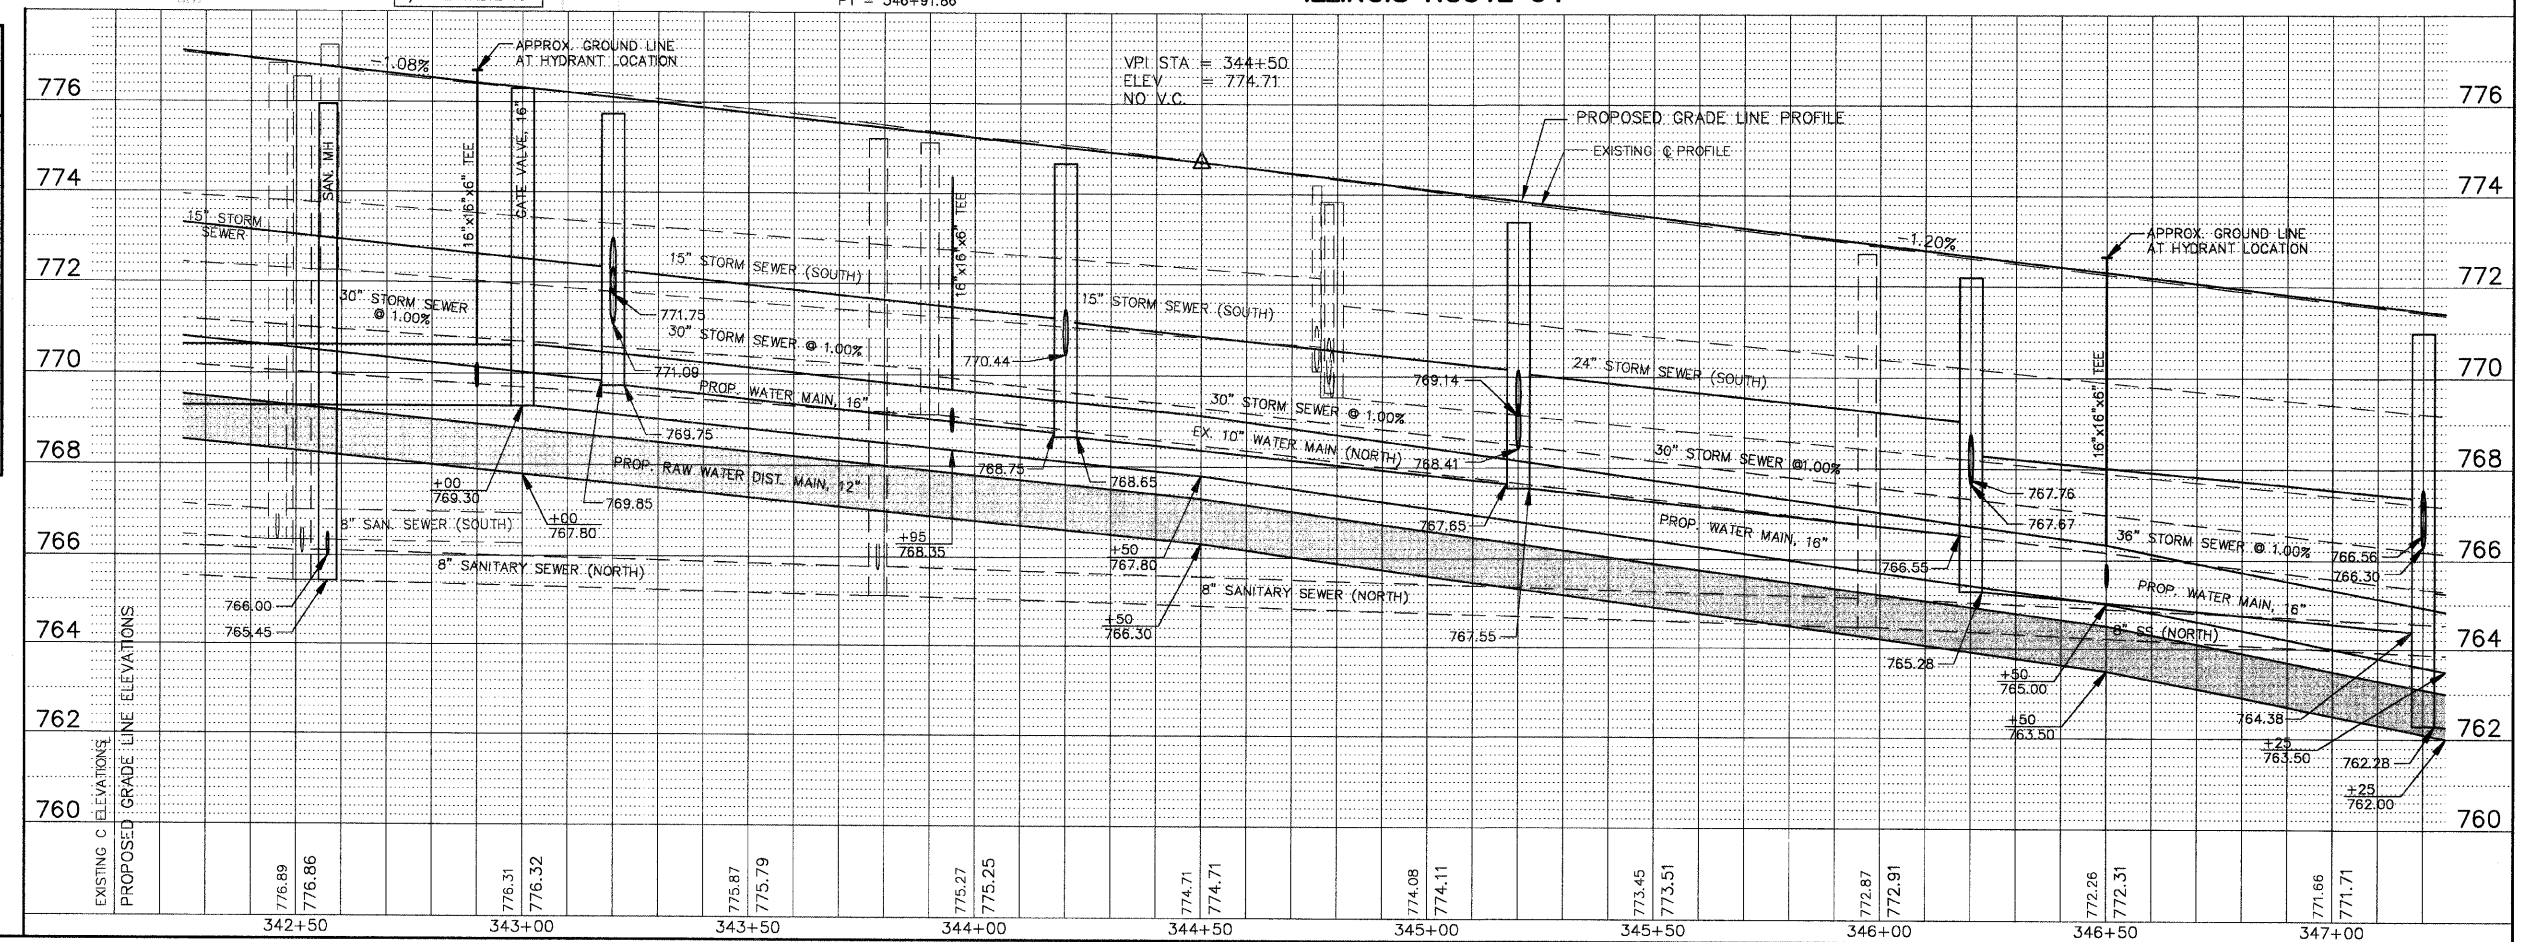 PT = 346+91.86
APPROX. GROUND LINE
AT HYDRANT LOCATION
-1.08%
VPI STA = 344+50
ELEV = 774.71
NO V.C.
776
776
PROPOSED GRADE LINE PROFILE
EXISTING ℄ PROFILE
SAN. MH
16"x16"x6" TEE
GATE VALVE, 16"
774
774
15" STORM
SEWER
16"x16"x6" TEE
-1.20%
APPROX. GROUND LINE
AT HYDRANT LOCATION
15" STORM SEWER (SOUTH)
772
772
30" STORM SEWER
@ 1.00%
771.75
15" STORM SEWER (SOUTH)
30" STORM SEWER @ 1.00%
770.44
16"x16"x6" TEE
770
770
771.09
769.14
24" STORM SEWER (SOUTH)
PROP. WATER MAIN, 16"
30" STORM SEWER @ 1.00%
769.75
EX. 10" WATER MAIN (NORTH)
30" STORM SEWER @1.00%
768
768
PROP. RAW WATER DIST. MAIN, 12"
768.75
768.65
768.41
+00
769.30
769.85
767.76
767.67
767.65
8" SAN. SEWER (SOUTH)
+00
767.80
PROP. WATER MAIN, 16"
36" STORM SEWER @ 1.00%
+95
768.35
+50
767.80
766
766
766.56
766.30
766.55
8" SANITARY SEWER (NORTH)
8" SANITARY SEWER (NORTH)
PROP. WATER MAIN, 16"
766.00
765.45
+50
766.30
767.55
8" SS (NORTH)
764
764
765.28
+50
765.00
764.38
762
762
+50
763.50
+25
763.50
762.28
+25
762.00
760
760
EXISTING C ELEVATIONS
PROPOSED GRADE LINE ELEVATIONS
776.89
776.86
776.31
776.32
775.87
775.79
775.27
775.25
774.71
774.71
774.08
774.11
773.45
773.51
772.87
772.91
772.26
772.31
771.66
771.71
342+50
343+00
343+50
344+00
344+50
345+00
345+50
346+00
346+50
347+00